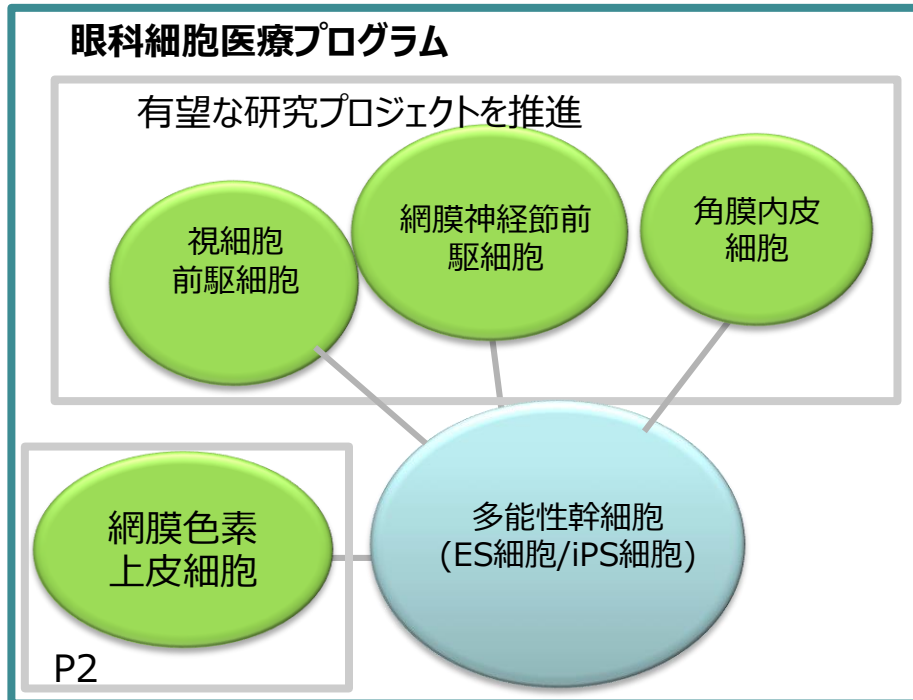 眼科細胞医療プログラム
有望な研究プロジェクトを推進
視細胞
前駆細胞
網膜神経節前
駆細胞
角膜内皮
細胞
網膜色素
上皮細胞
P2
多能性幹細胞
(ES細胞/iPS細胞)